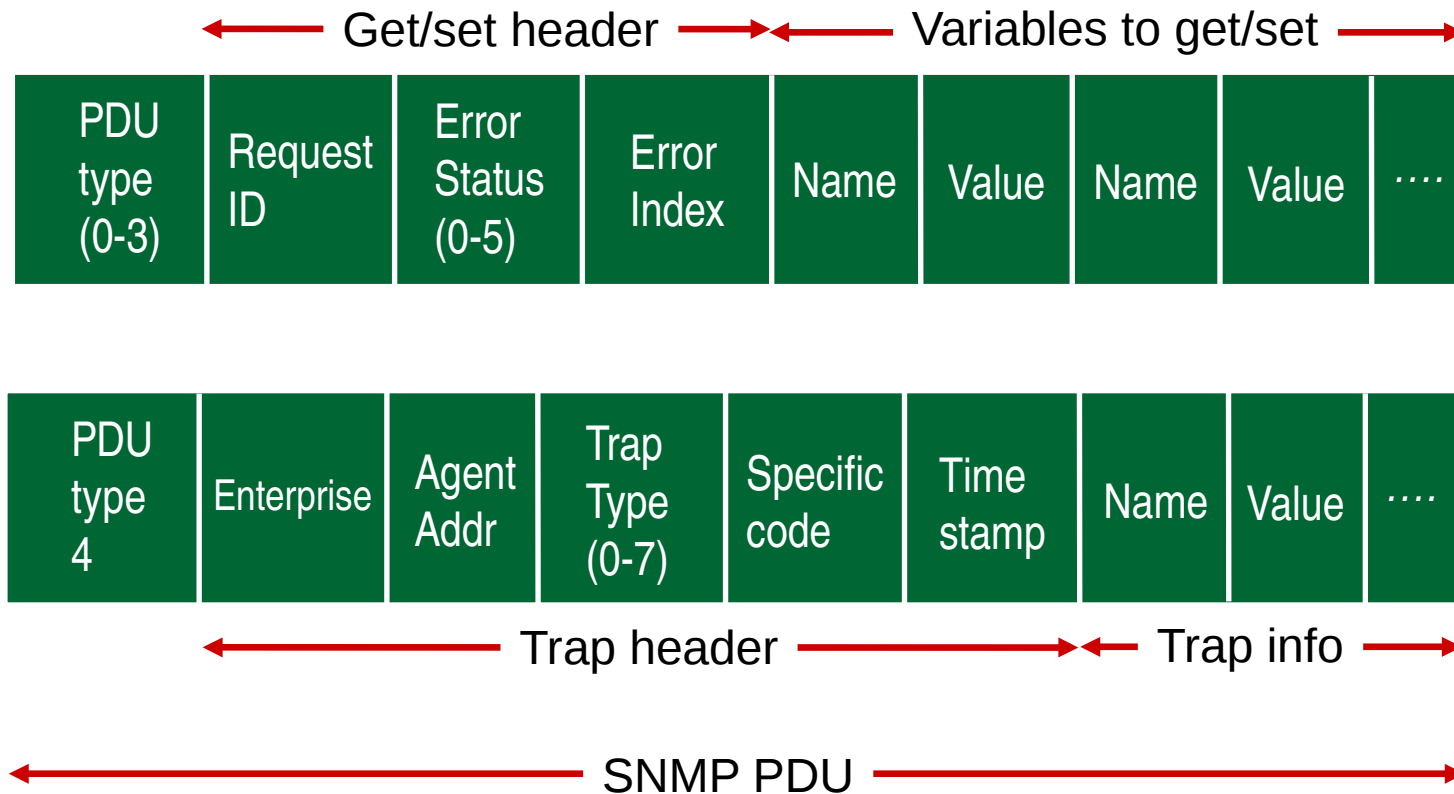 Get/set header
Variables to get/set
PDU
type
(0-3)
Request
ID
Error
Status
(0-5)
Error
Index
Name
Value
Name
Value
....
PDU
type
4
Enterprise
Agent
Addr
Trap
Type
(0-7)
Specific
code
Time
stamp
Name
Value
....
Trap header
Trap info
SNMP PDU